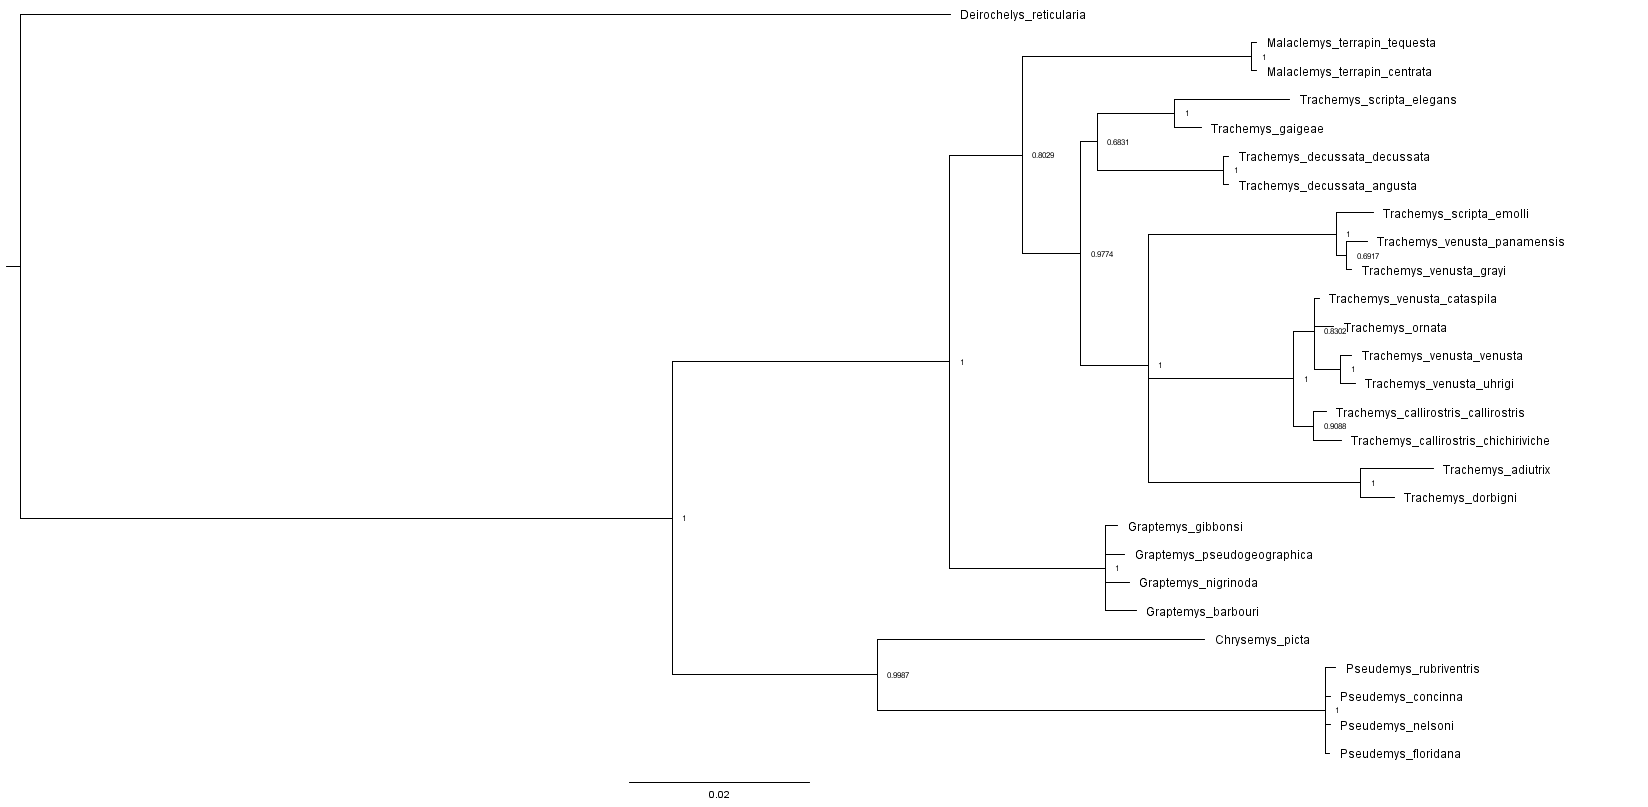 Deirochelys_reticularia
Malaclemys_terrapin_tequesta
1
Malaclemys_terrapin_centrata
Trachemys_scripta_elegans
1
Trachemys_gaigeae
0.6831
0.8029
Trachemys_decussata_decussata
1
Trachemys_decussata_angusta
Trachemys_scripta_emolli
1
Trachemys_venusta_panamensis
0.9774
0.6917
Trachemys_venusta_grayi
Trachemys_venusta_cataspila
0.8302
Trachemys_ornata
Trachemys_venusta_venusta
1
1
1
1
Trachemys_venusta_uhrigi
Trachemys_callirostris_callirostris
0.9088
Trachemys_callirostris_chichiriviche
Trachemys_adiutrix
1
Trachemys_dorbigni
1
Graptemys_gibbonsi
Graptemys_pseudogeographica
1
Graptemys_nigrinoda
Graptemys_barbouri
Chrysemys_picta
0.9987
Pseudemys_rubriventris
Pseudemys_concinna
1
Pseudemys_nelsoni
Pseudemys_floridana
0.02